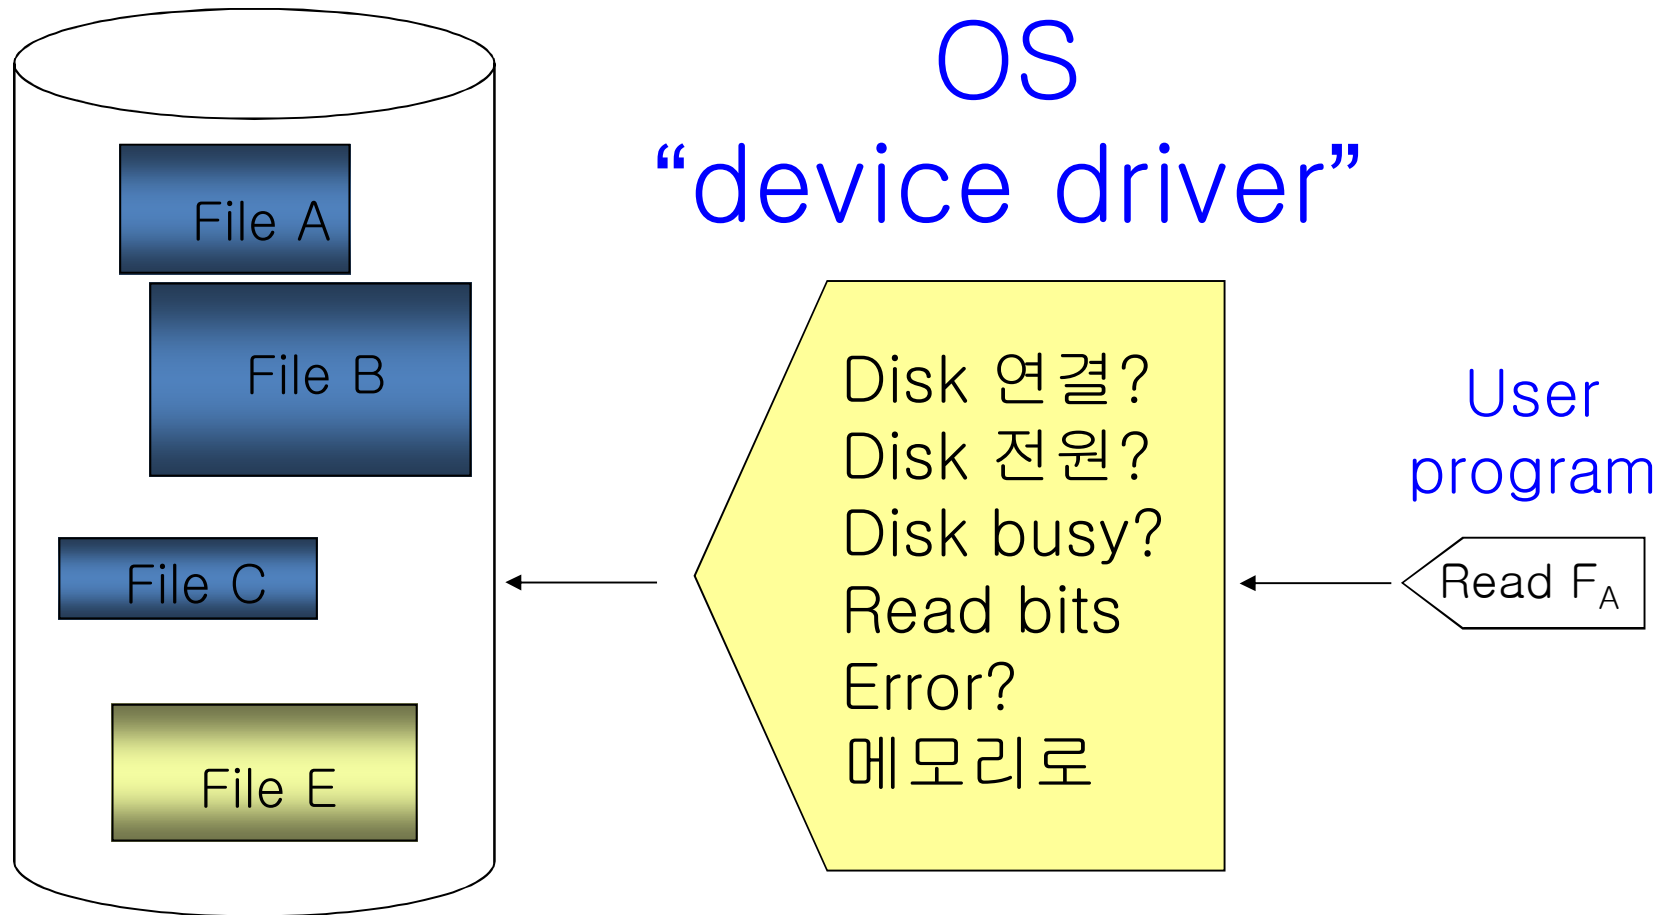 OS
“device driver”
File A
File B
File C
File E
Disk 연결?
Disk 전원?
Disk busy?
Read bits
Error?
메모리로
User
program
Read F_A